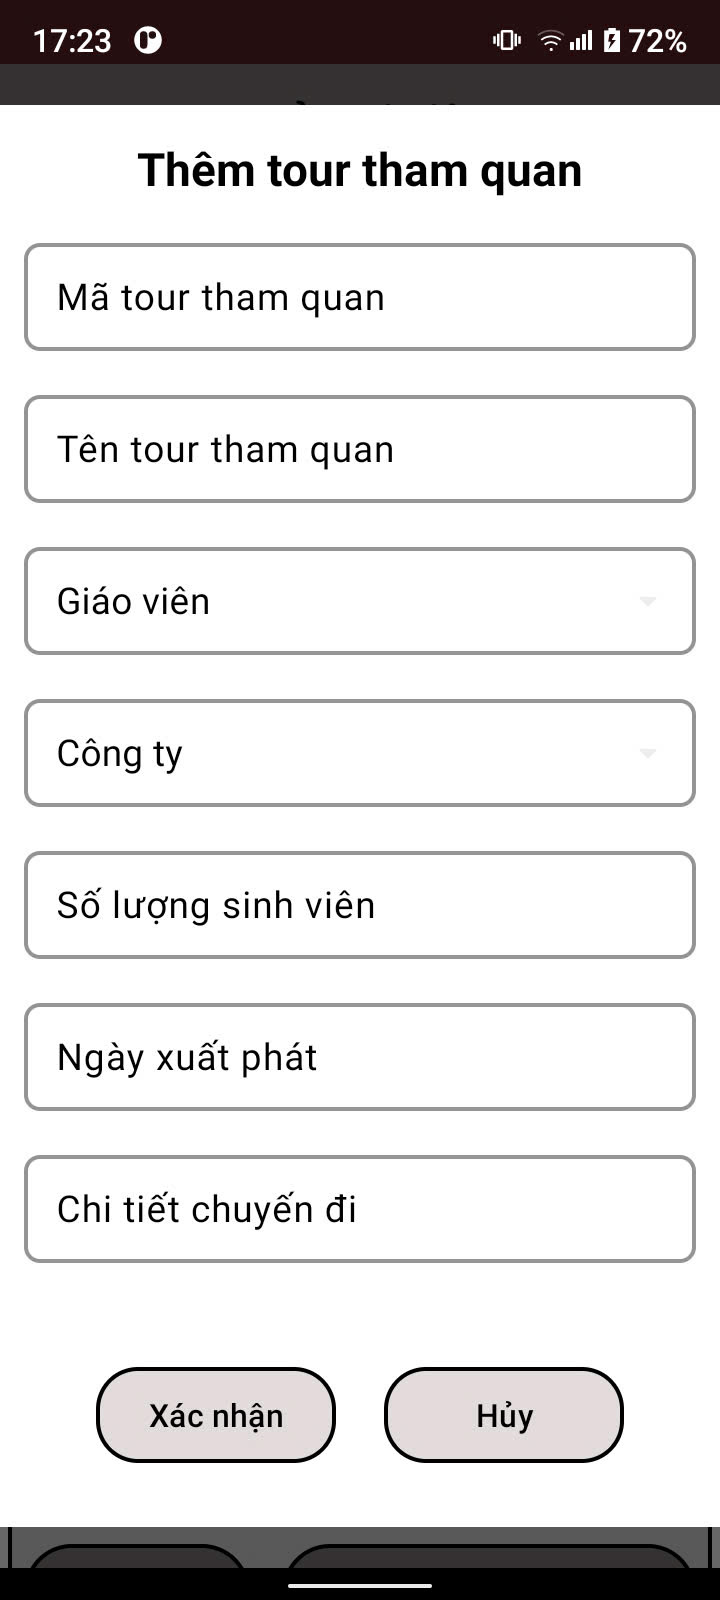 17:23
72%
Thêm tour tham quan
Mã tour tham quan
Tên tour tham quan
Giáo viên
Công ty
Số lượng sinh viên
Ngày xuất phát
Chi tiết chuyến đi
Xác nhận
Hủy